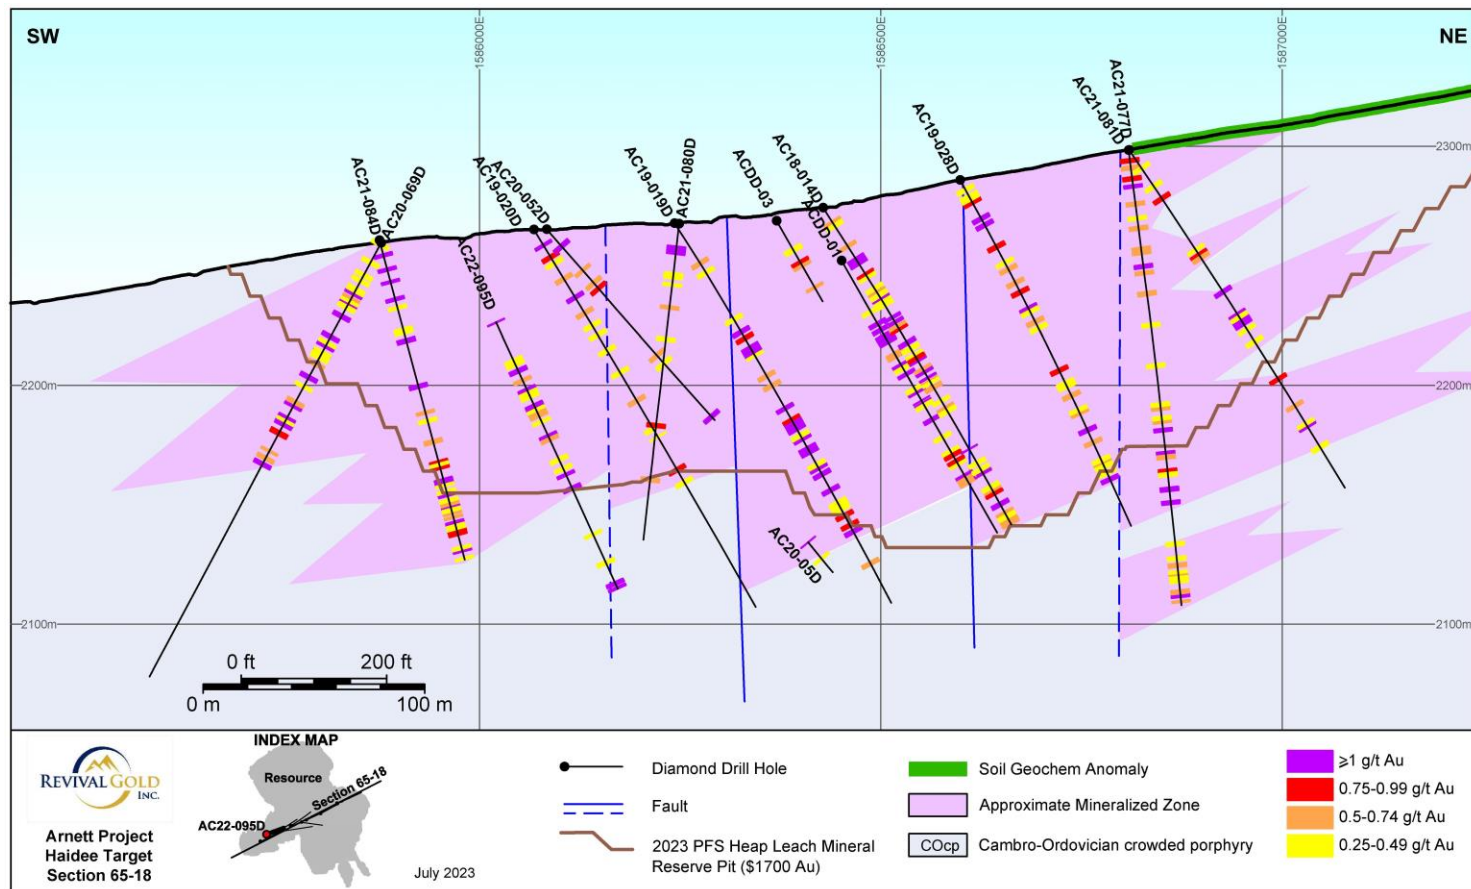 SW
NE
1586000E
1586500E
1587000E
AC21-084D
AC20-069D
AC22-095D
AC19-020D
AC20-052D
AC19-019D
AC21-080D
ACDD-03
AC18-014D
ACDD-01
AC19-028D
AC21-081D
AC21-077D
AC20-05D
2300m
2200m
2200m
2100m
2100m
0 ft
200 ft
0 m
100 m
REVIVAL GOLD
INC.
Arnett Project
Haidee Target
Section 65-18
INDEX MAP
Resource
Section 65-18
AC22-095D
July 2023
Diamond Drill Hole
Fault
2023 PFS Heap Leach Mineral
Reserve Pit ($1700 Au)
Soil Geochem Anomaly
Approximate Mineralized Zone
COcp
Cambro-Ordovician crowded porphyry
≥1 g/t Au
0.75-0.99 g/t Au
0.5-0.74 g/t Au
0.25-0.49 g/t Au